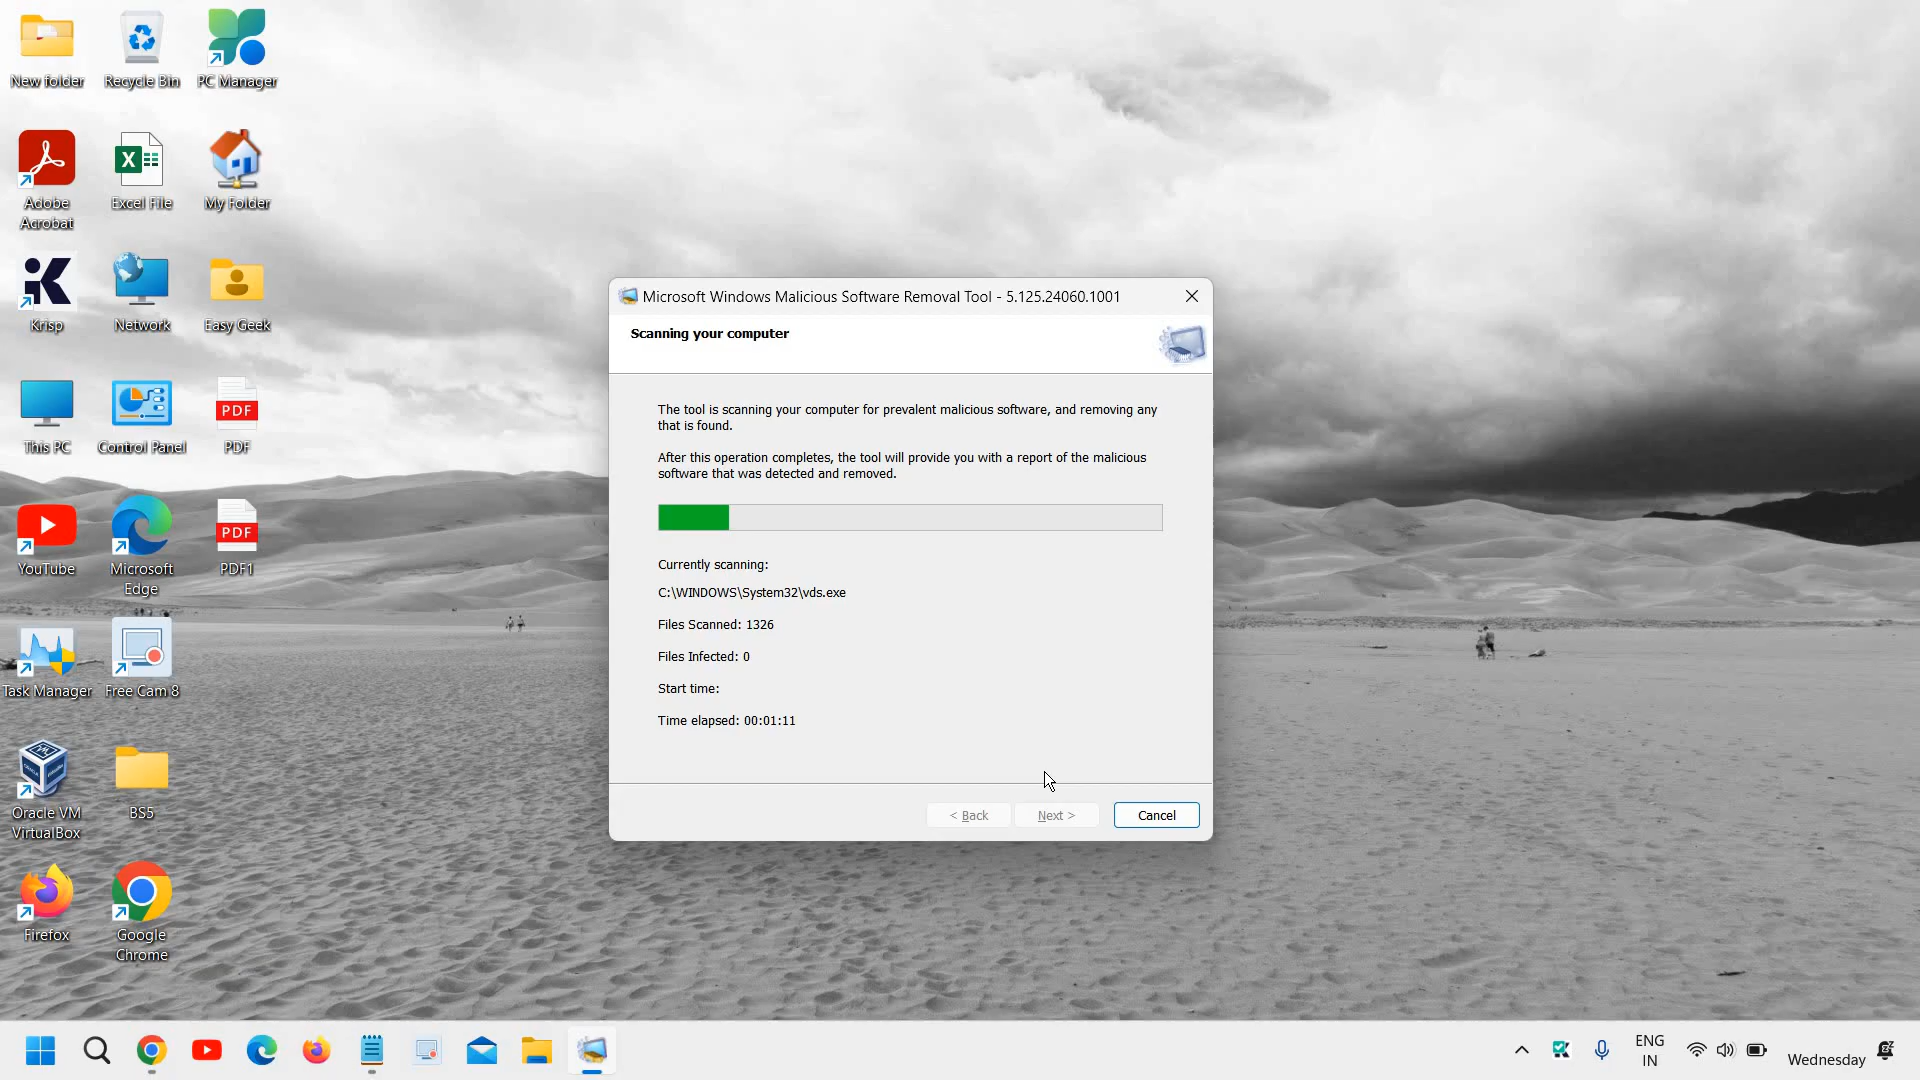 New folder
Recycle Bin
PC Manager
Adobe
Acrobat
Excel File
My Folder
Krisp
Network
Easy Geek
This PC
Control Panel
PDF
PDF
YouTube
Microsoft
Edge
PDF
PDF1
Task Manager
Free Cam 8
Oracle VM
VirtualBox
BS5
Firefox
Google
Chrome
Microsoft Windows Malicious Software Removal Tool - 5.125.24060.1001
Scanning your computer
The tool is scanning your computer for prevalent malicious software, and removing any
that is found.
After this operation completes, the tool will provide you with a report of the malicious
software that was detected and removed.
Currently scanning:
C:\WINDOWS\System32\vds.exe
Files Scanned: 1326
Files Infected: 0
Start time:
Time elapsed: 00:01:11
< Back
Next >
Cancel
ENG
IN
Wednesday